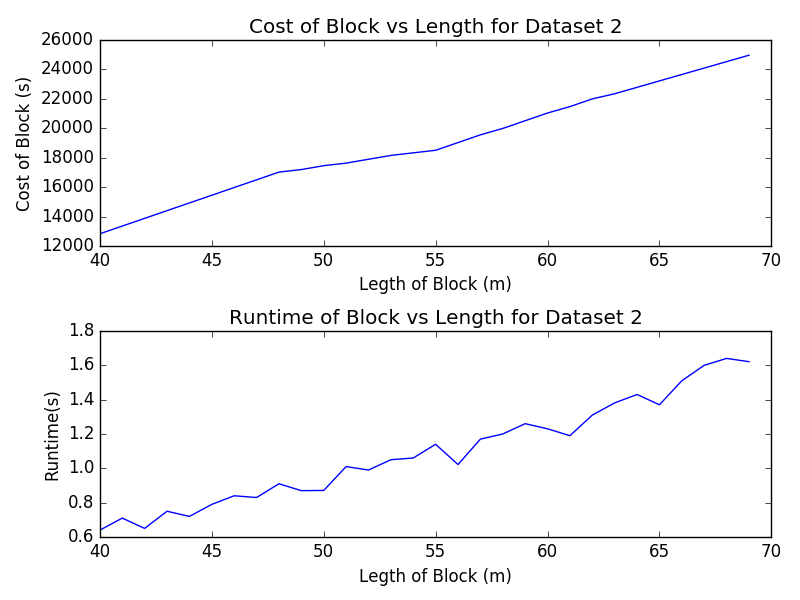 Cost of Block vs Length for Dataset 2
26000
24000
22000
20000
18000
16000
14000
12000
Cost of Block (s)
40 45 50 55 60 65 70
Legth of Block (m)
Runtime of Block vs Length for Dataset 2
1.8
1.6
1.4
1.2
1.0
0.8
0.6
Runtime(s)
40 45 50 55 60 65 70
Legth of Block (m)